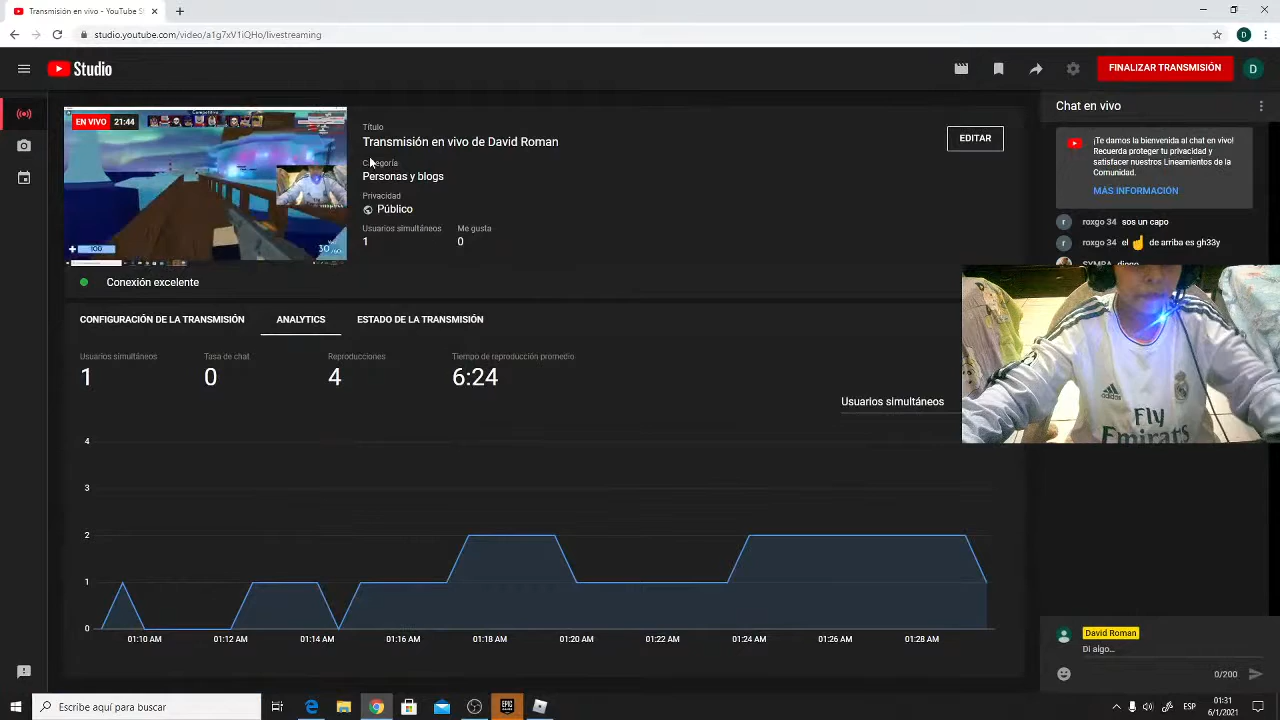 Transmisión en vivo - YouTube S
studio.youtube.com/video/a1g7xV1iQHo/livestreaming
D
Studio
FINALIZAR TRANSMISIÓN
D
EN VIVO 21:44
Competitivo
100
30
Título
Transmisión en vivo de David Roman
Categoría
Personas y blogs
Privacidad
Público
Usuarios simultáneos Me gusta
1 0
EDITAR
Conexión excelente
CONFIGURACIÓN DE LA TRANSMISIÓN ANALYTICS ESTADO DE LA TRANSMISIÓN
Usuarios simultáneos Tasa de chat Reproducciones Tiempo de reproducción promedio
1 0 4 6:24
Usuarios simultáneos
4
3
2
1
0
01:10 AM 01:12 AM 01:14 AM 01:16 AM 01:18 AM 01:20 AM 01:22 AM 01:24 AM 01:26 AM 01:28 AM
Chat en vivo
¡Te damos la bienvenida al chat en vivo!
Recuerda proteger tu privacidad y
satisfacer nuestros Lineamientos de la
Comunidad.
MÁS INFORMACIÓN
r roxgo 34 sos un capo
r roxgo 34 el ☝ de arriba es gh33y
SYMBA diego
adidas
Fly
Emirates
David Roman
Di algo...
0/200
Escribe aquí para buscar
EPIC
ESP
01:31
6/1/2021